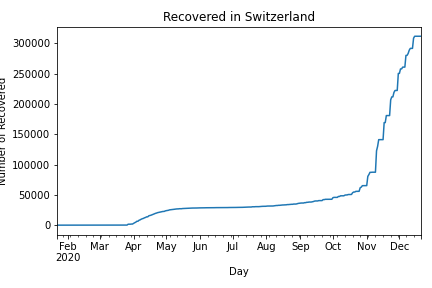 Recovered in Switzerland
Number of Recovered
300000
250000
200000
150000
100000
50000
0
Feb Mar Apr May Jun Jul Aug Sep Oct Nov Dec
2020
Day